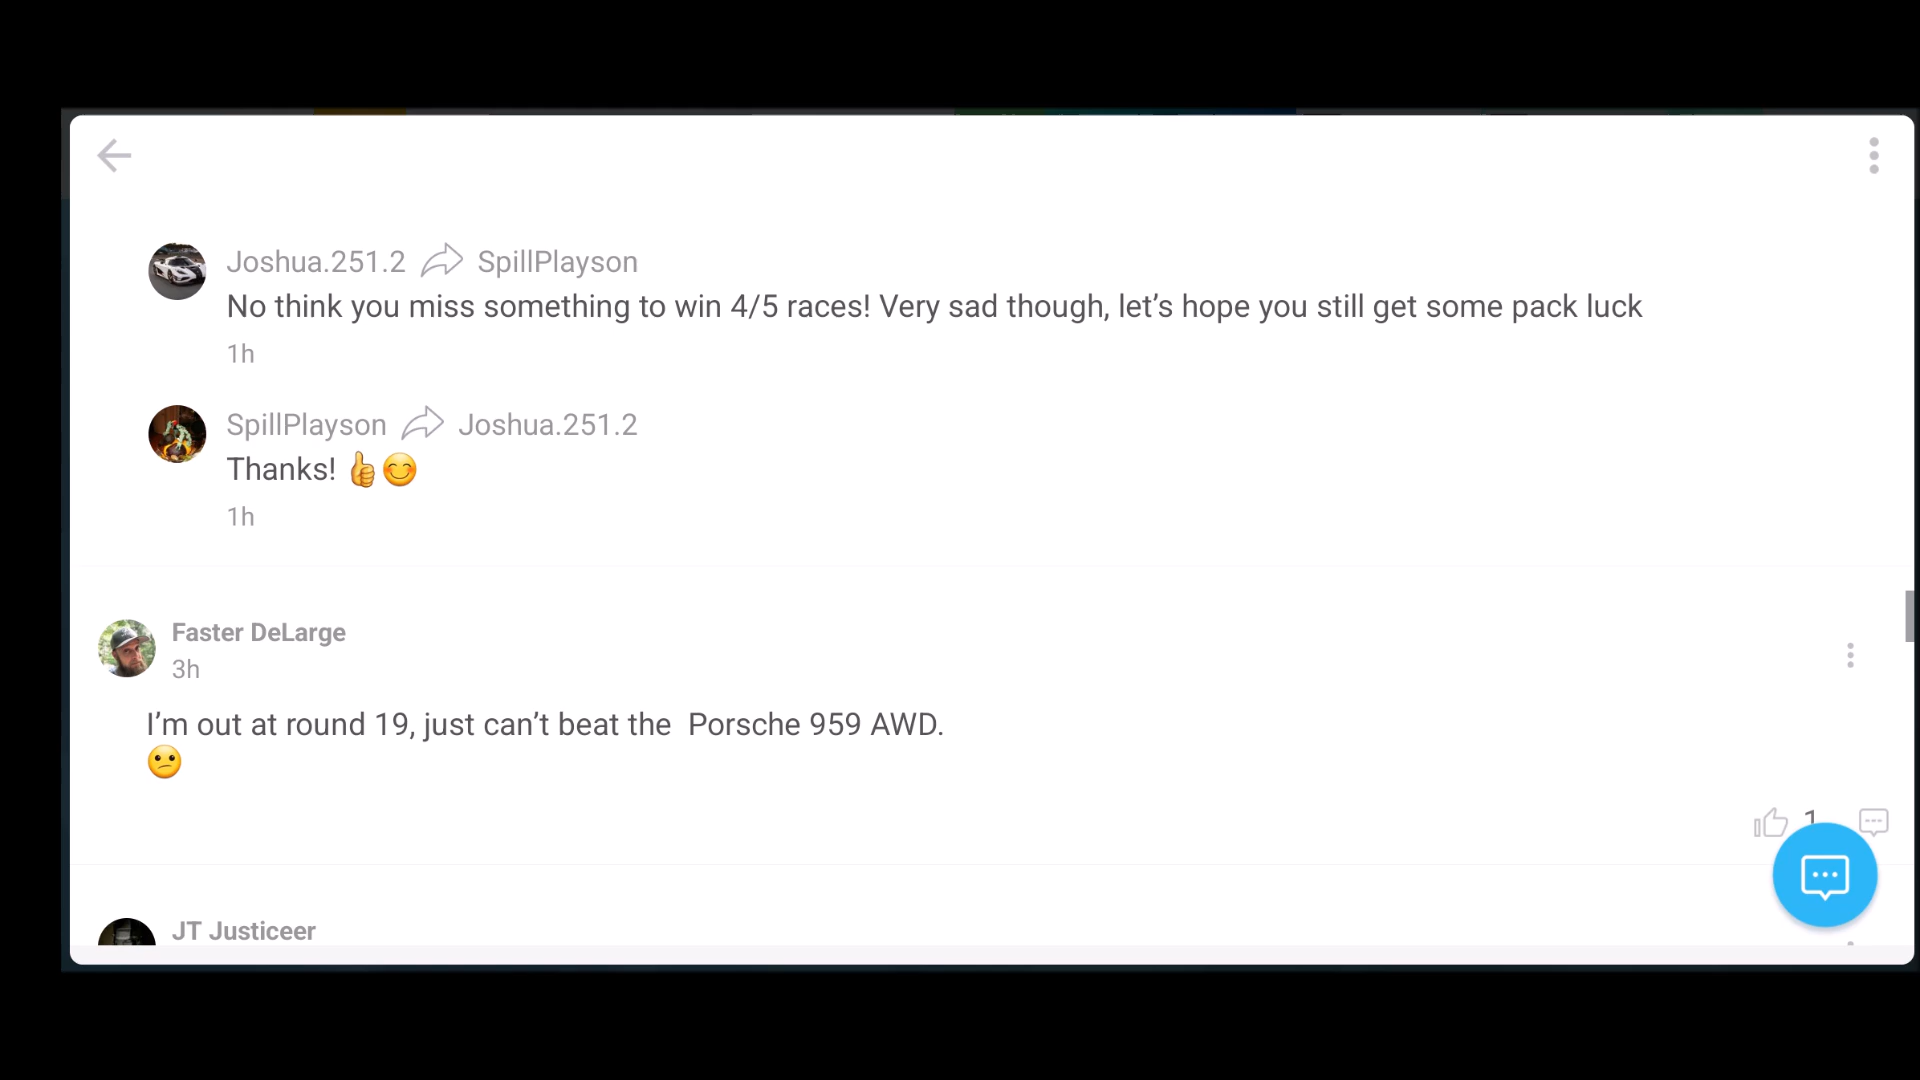 Joshua.251.2 SpillPlayson
No think you miss something to win 4/5 races! Very sad though, let’s hope you still get some pack luck
1h
SpillPlayson Joshua.251.2
Thanks! 👍😊
1h
Faster DeLarge
3h
I’m out at round 19, just can’t beat the  Porsche 959 AWD.
😕
1
JT Justiceer